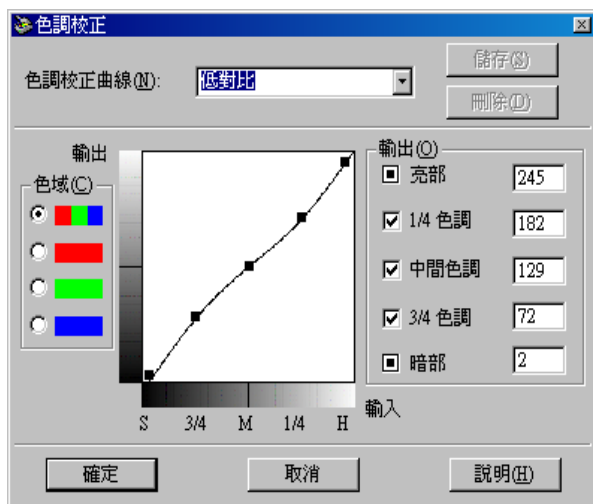 色調校正
色調校正曲線(N):
低對比
儲存(S)
刪除(D)
輸出
色域(C)
S 3/4 M 1/4 H
輸入
輸出(O)
亮部 245
1/4 色調 182
中間色調 129
3/4 色調 72
暗部 2
確定
取消
說明(H)